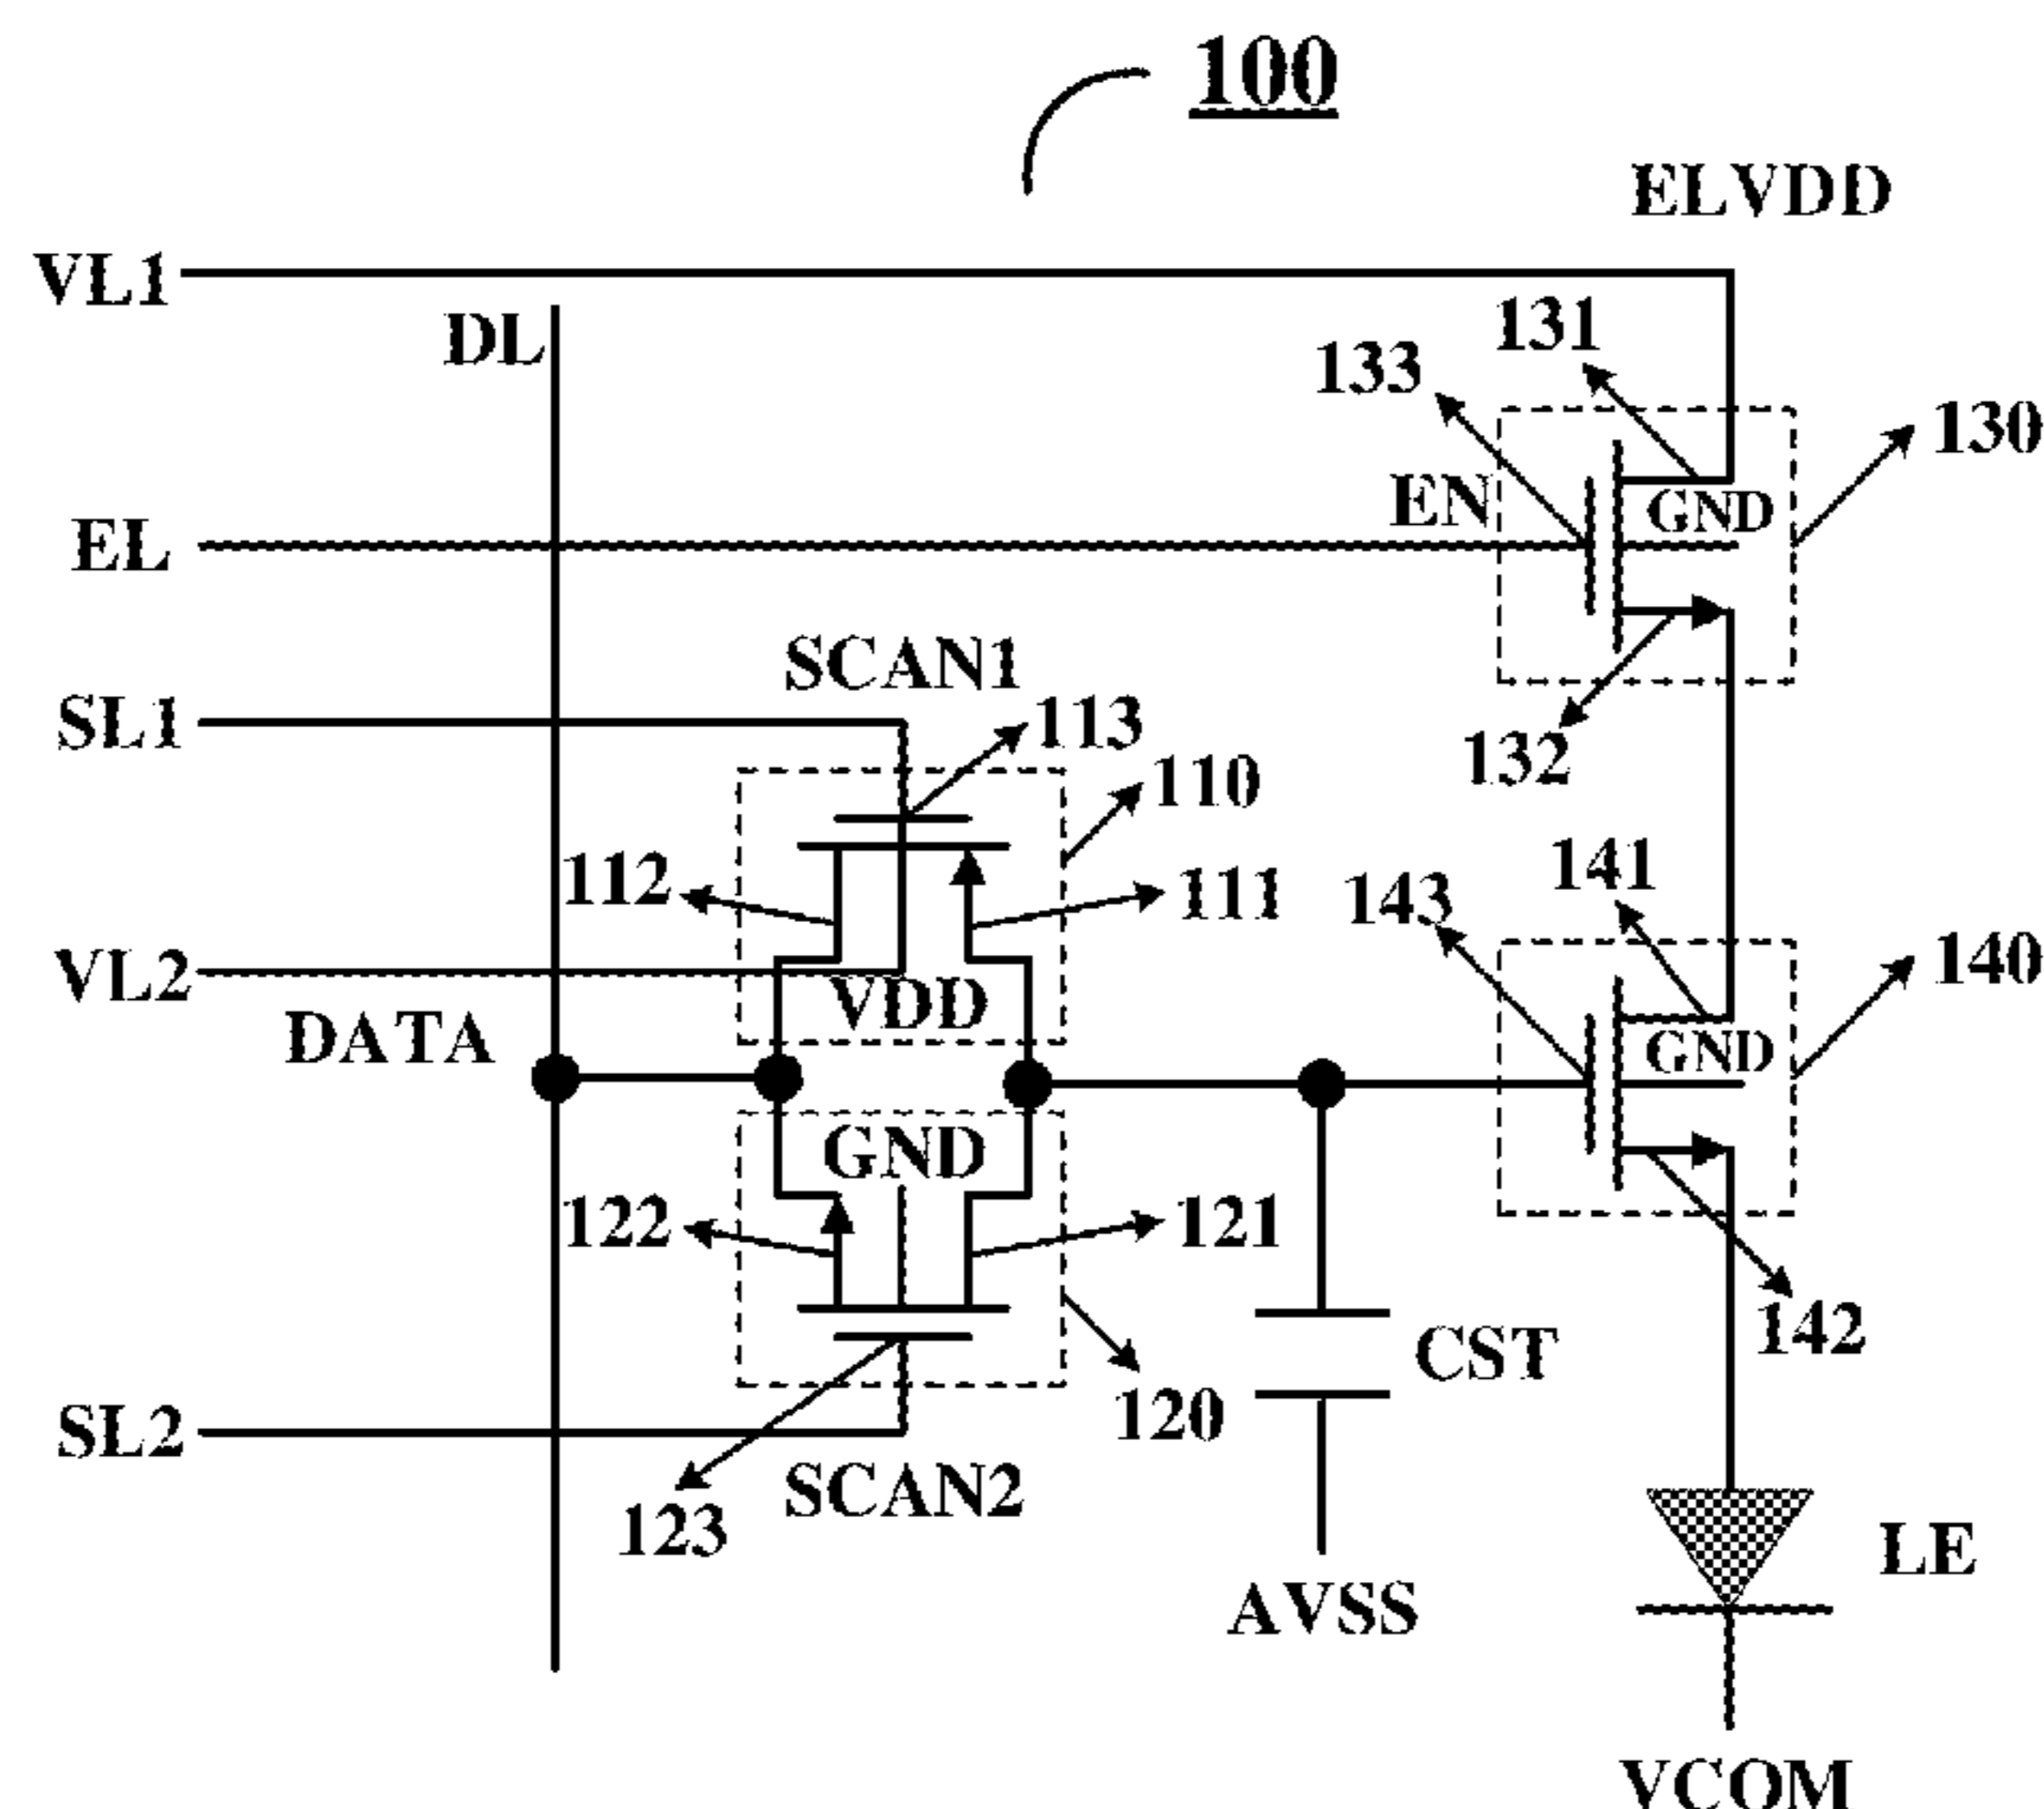 100
ELVDD
VL1
DL
131
133
130
EN
GND
EL
SCAN1
SL1
113
132
110
112
111
141
143
VL2
VDD
140
DATA
GND
GND
122
121
142
CST
120
SL2
SCAN2
123
LE
AVSS
VCOM